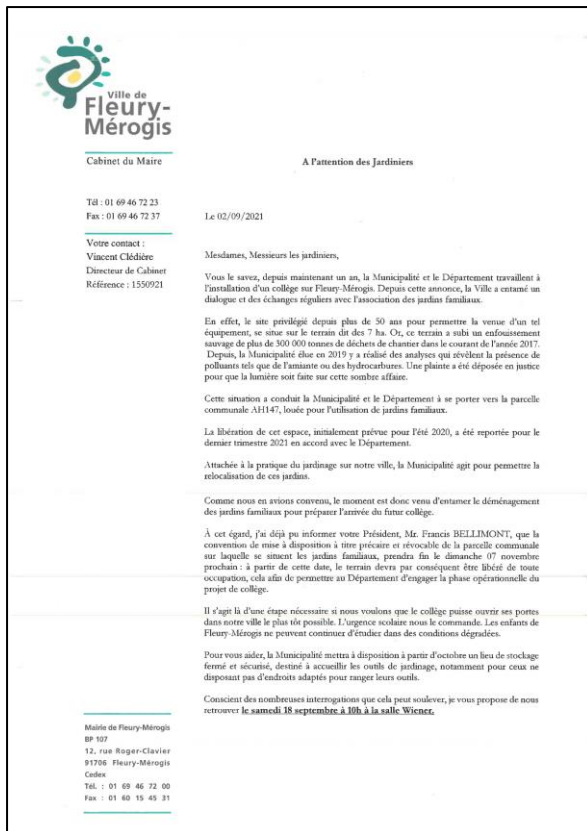 Ville de
Fleury-
Mérogis
Cabinet du Maire
A l'attention des Jardiniers
Tél : 01 69 46 72 23
Fax : 01 69 46 72 37
Le 02/09/2021
Votre contact :
Vincent Clédière
Directeur de Cabinet
Référence : 1550921
Mesdames, Messieurs les jardiniers,
Vous le savez, depuis maintenant un an, la Municipalité et le Département travaillent à
l'installation d'un collège sur Fleury-Mérogis. Depuis cette annonce, la Ville a entamé un
dialogue et des échanges réguliers avec l'association des jardins familiaux.
En effet, le site privilégié depuis plus de 50 ans pour permettre la venue d'un tel
équipement, se situe sur le terrain dit des 7 ha. Or, ce terrain a subi un enfouissement
sauvage de plus de 300 000 tonnes de déchets de chantier dans le courant de l'année 2017.
Depuis, la Municipalité élue en 2019 y a réalisé des analyses qui révèlent la présence de
polluants tels que de l'amiante ou des hydrocarbures. Une plainte a été déposée en justice
pour que la lumière soit faite sur cette sombre affaire.
Cette situation a conduit la Municipalité et le Département à se porter vers la parcelle
communale AH147, louée pour l'utilisation de jardins familiaux.
La libération de cet espace, initialement prévue pour l'été 2020, a été reportée pour le
dernier trimestre 2021 en accord avec le Département.
Attachée à la pratique du jardinage sur notre ville, la Municipalité agit pour permettre la
relocalisation de ces jardins.
Comme nous en avions convenu, le moment est donc venu d'entamer le déménagement
des jardins familiaux pour préparer l'arrivée du futur collège.
À cet égard, j'ai déjà pu informer votre Président, Mr. Francis BELLIMONT, que la
convention de mise à disposition à titre précaire et révocable de la parcelle communale
sur laquelle se situent les jardins familiaux, prendra fin le dimanche 07 novembre
prochain : à partir de cette date, le terrain devra par conséquent être libéré de toute
occupation, cela afin de permettre au Département d'engager la phase opérationnelle du
projet de collège.
Il s'agit là d'une étape nécessaire si nous voulons que le collège puisse ouvrir ses portes
dans notre ville le plus tôt possible. L'urgence scolaire nous le commande. Les enfants de
Fleury-Mérogis ne peuvent continuer d'étudier dans des conditions dégradées.
Pour vous aider, la Municipalité mettra à disposition à partir d'octobre un lieu de stockage
fermé et sécurisé, destiné à accueillir les outils de jardinage, notamment pour ceux ne
disposant pas d'endroits adaptés pour ranger leurs outils.
Conscient des nombreuses interrogations que cela peut soulever, je vous propose de nous
retrouver le samedi 18 septembre à 10h à la salle Wiener.
Mairie de Fleury-Mérogis
BP 107
12, rue Roger-Clavier
91706 Fleury-Mérogis
Cedex
Tél. : 01 69 46 72 00
Fax : 01 60 15 45 31